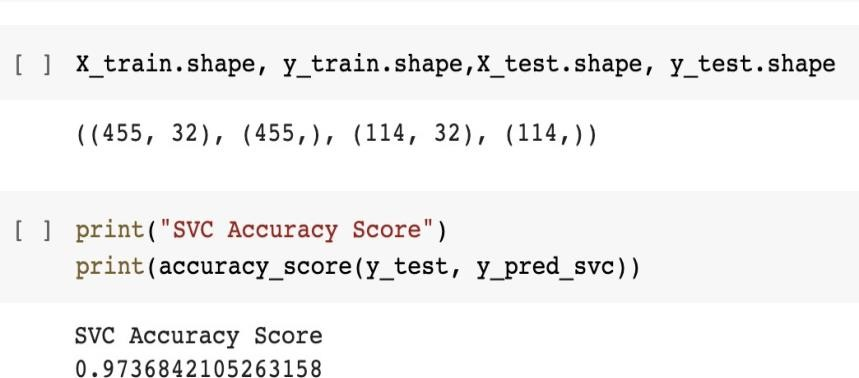 [ ] X_train.shape, y_train.shape,X_test.shape, y_test.shape
((455, 32), (455,), (114, 32), (114,))
[ ] print("SVC Accuracy Score")
print(accuracy_score(y_test, y_pred_svc))
SVC Accuracy Score
0.9736842105263158